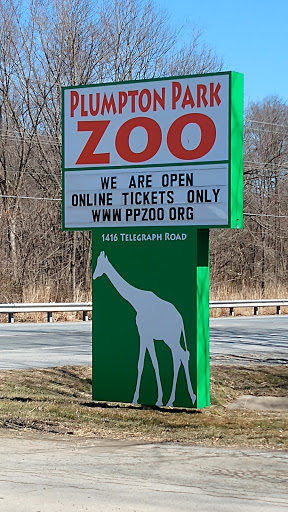 PLUMPTON PARK
ZOO
WE ARE OPEN
ONLINE TICKETS ONLY
WWW PPZOO ORG
1416 TELEGRAPH ROAD